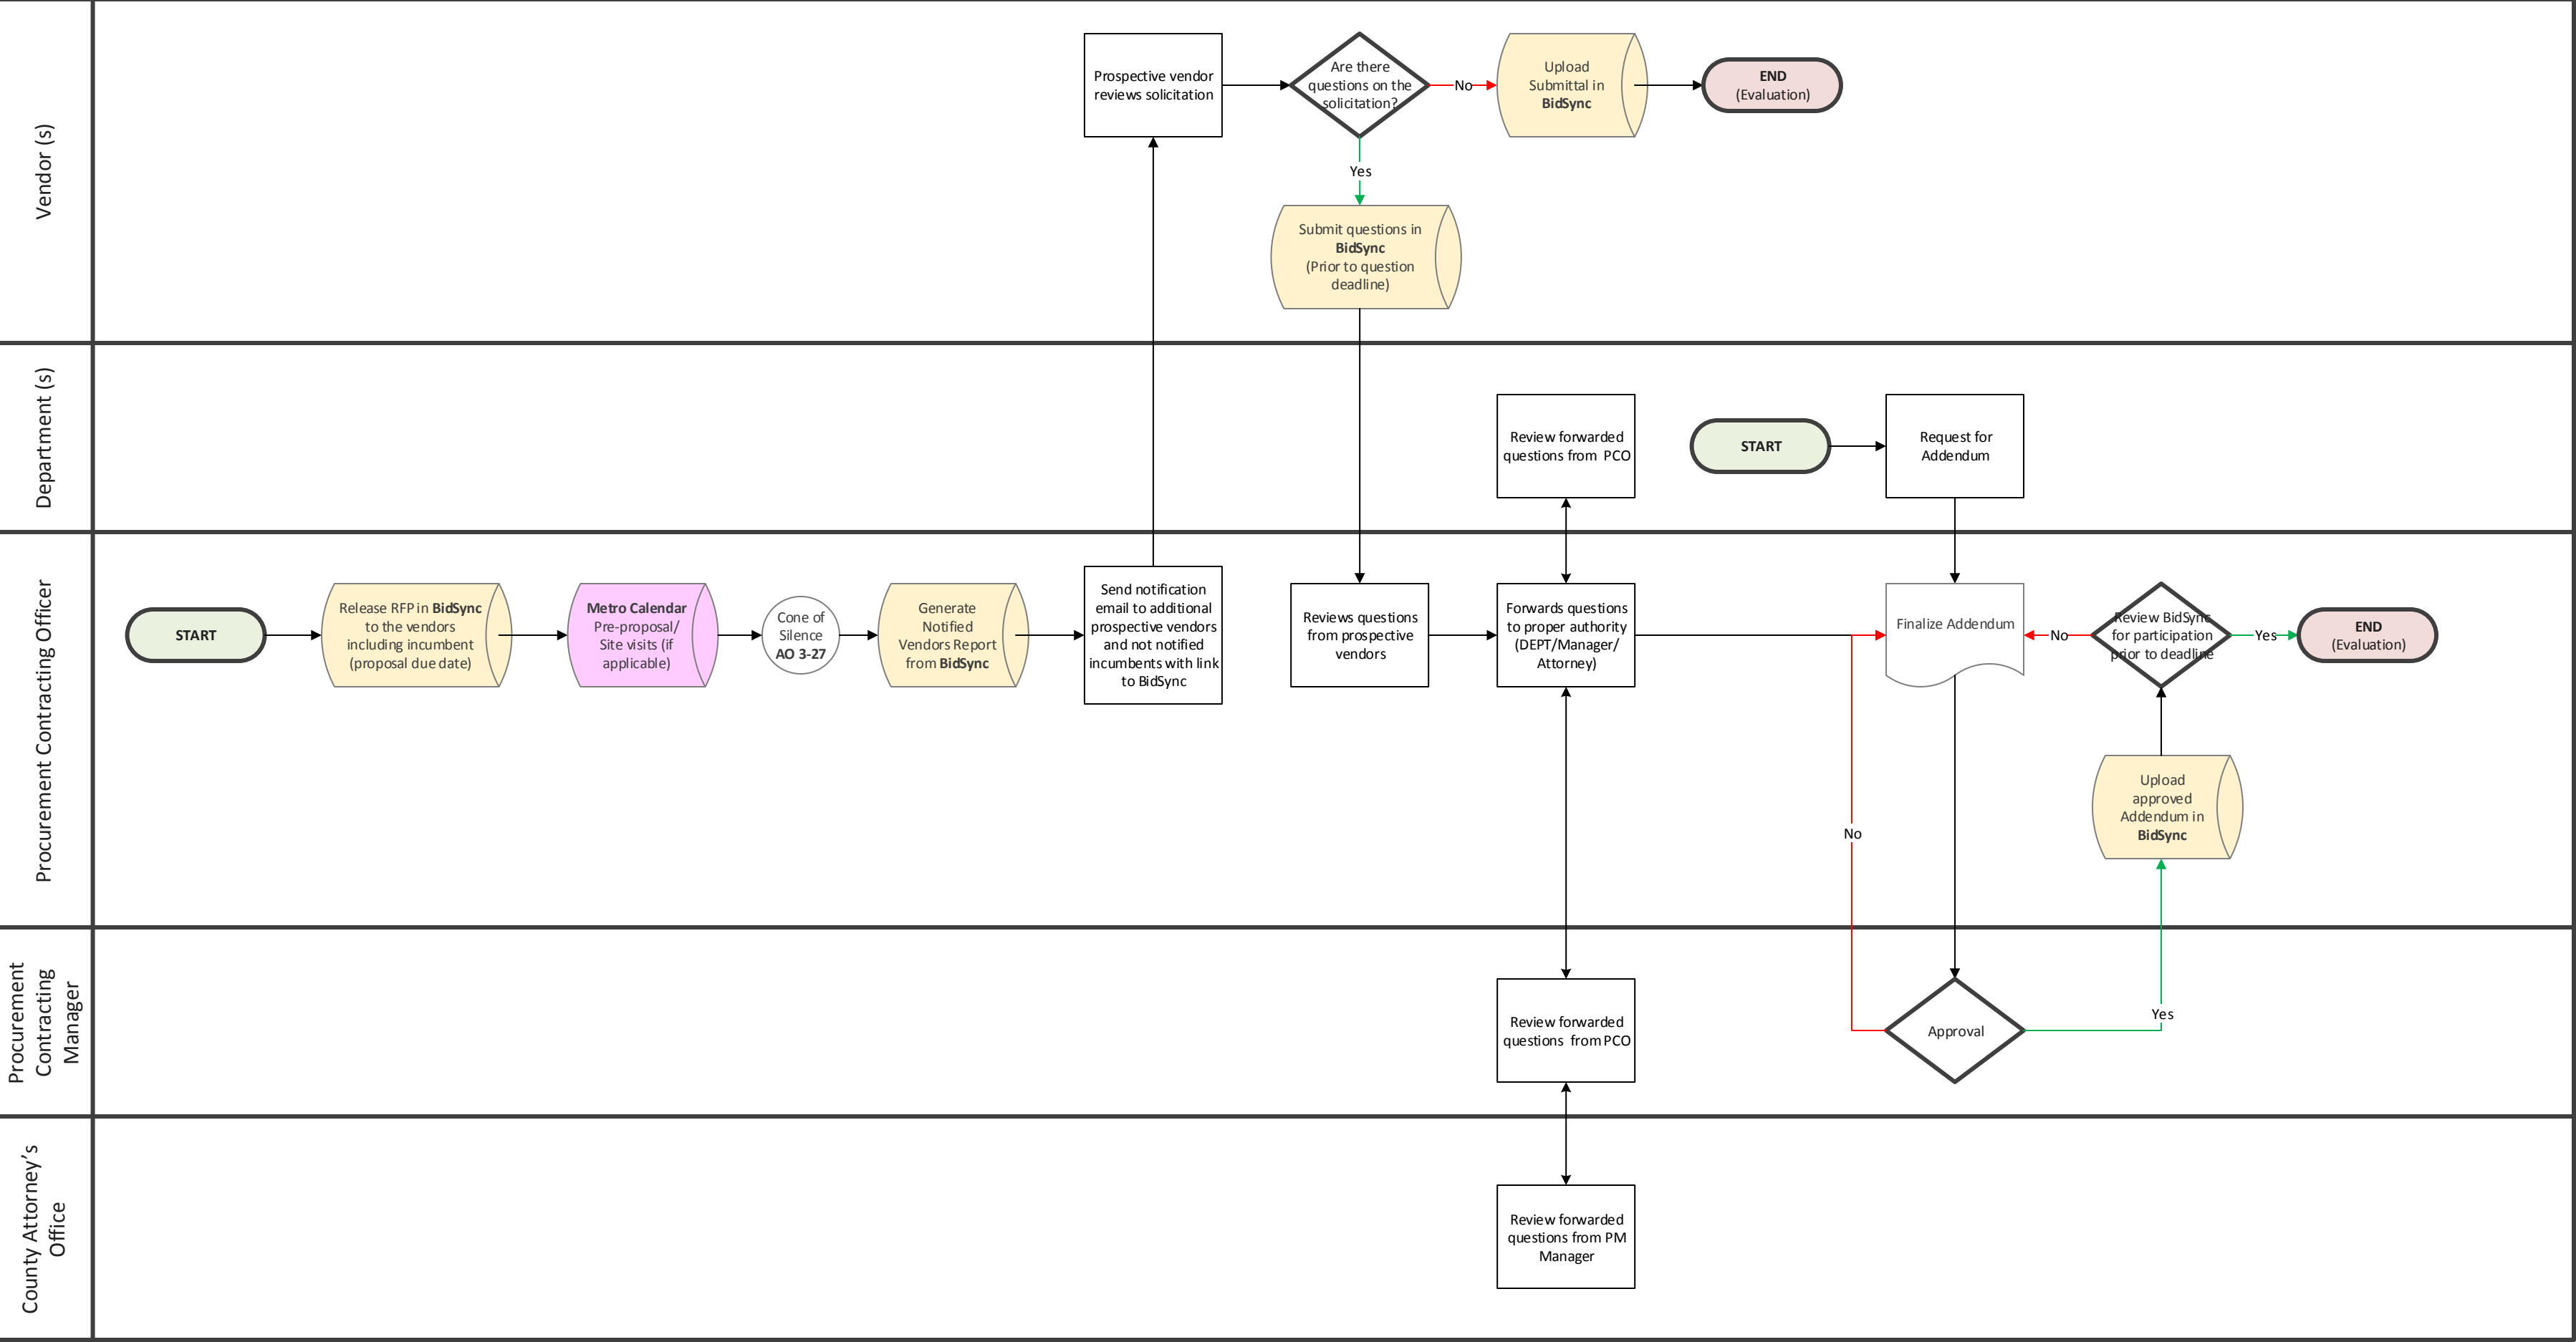 Vendor (s)
Prospective vendor
reviews solicitation
Are there
questions on the
solicitation?
No
Upload
Submittal in
BidSync
END
(Evaluation)
Yes
Submit questions in
BidSync
(Prior to question
deadline)
Department (s)
Review forwarded
questions from PCO
START
Request for
Addendum
Procurement Contracting Officer
START
Release RFP in BidSync
to the vendors
including incumbent
(proposal due date)
Metro Calendar
Pre-proposal/
Site visits (if
applicable)
Cone of
Silence
AO 3-27
Generate
Notified
Vendors Report
from BidSync
Send notification
email to additional
prospective vendors
and not notified
incumbents with link
to BidSync
Reviews questions
from prospective
vendors
Forwards questions
to proper authority
(DEPT/Manager/
Attorney)
Finalize Addendum
No
Review BidSync
for participation
prior to deadline
Yes
END
(Evaluation)
Upload
approved
Addendum in
BidSync
No
Procurement
Contracting
Manager
Review forwarded
questions from PCO
Approval
Yes
County Attorney’s
Office
Review forwarded
questions from PM
Manager